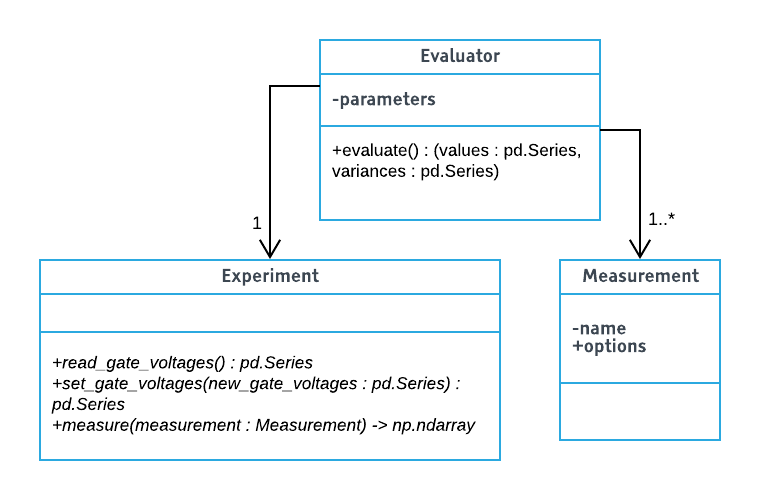 Evaluator
-parameters
+evaluate() : (values : pd.Series,
variances : pd.Series)
1
1..*
Experiment
+read_gate_voltages() : pd.Series
+set_gate_voltages(new_gate_voltages : pd.Series) :
pd.Series
+measure(measurement : Measurement) -> np.ndarray
Measurement
-name
+options